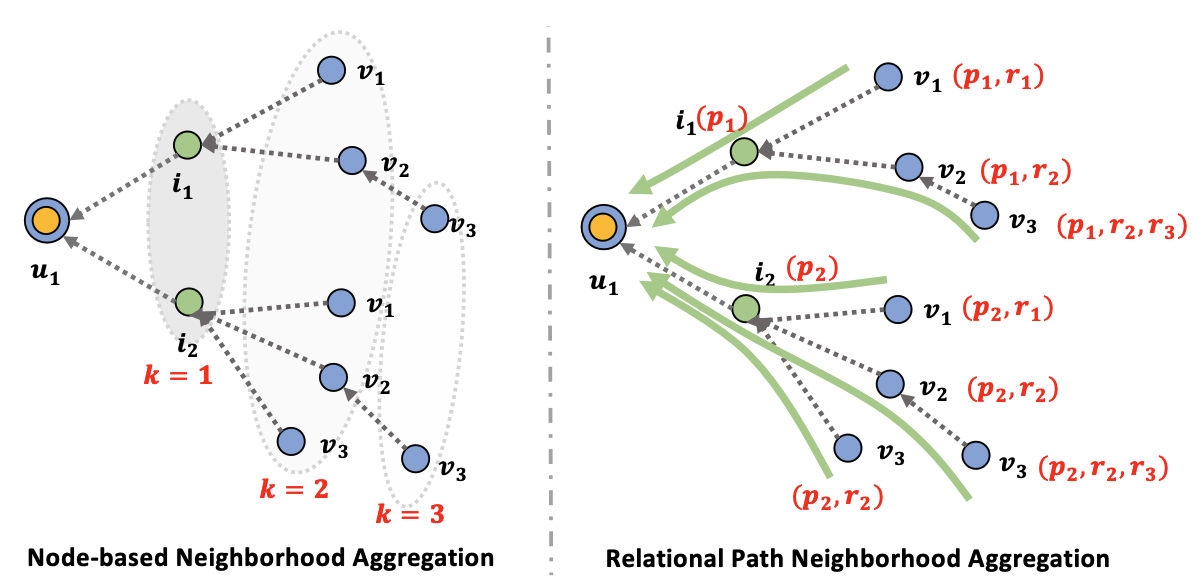 v₁
v₂
v₃
i₁
u₁
v₁
i₂
k = 1
v₂
v₃
v₃
k = 2
k = 3
Node-based Neighborhood Aggregation
v₁ (p₁, r₁)
i₁(p₁)
v₂ (p₁, r₂)
v₃ (p₁, r₂, r₃)
i₂ (p₂)
u₁
v₁ (p₂, r₁)
v₂ (p₂, r₂)
v₃
v₃ (p₂, r₂, r₃)
(p₂, r₂)
Relational Path Neighborhood Aggregation